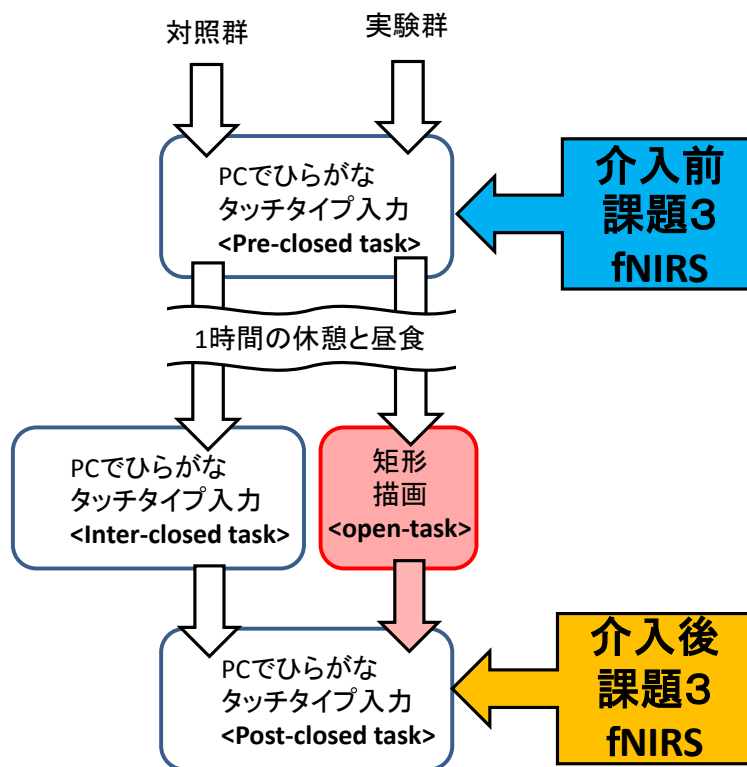 対照群
実験群
PCでひらがな
タッチタイプ入力
<Pre-closed task>
介入前
課題3
fNIRS
1時間の休憩と昼食
PCでひらがな
タッチタイプ入力
<Inter-closed task>
矩形
描画
<open-task>
PCでひらがな
タッチタイプ入力
<Post-closed task>
介入後
課題3
fNIRS